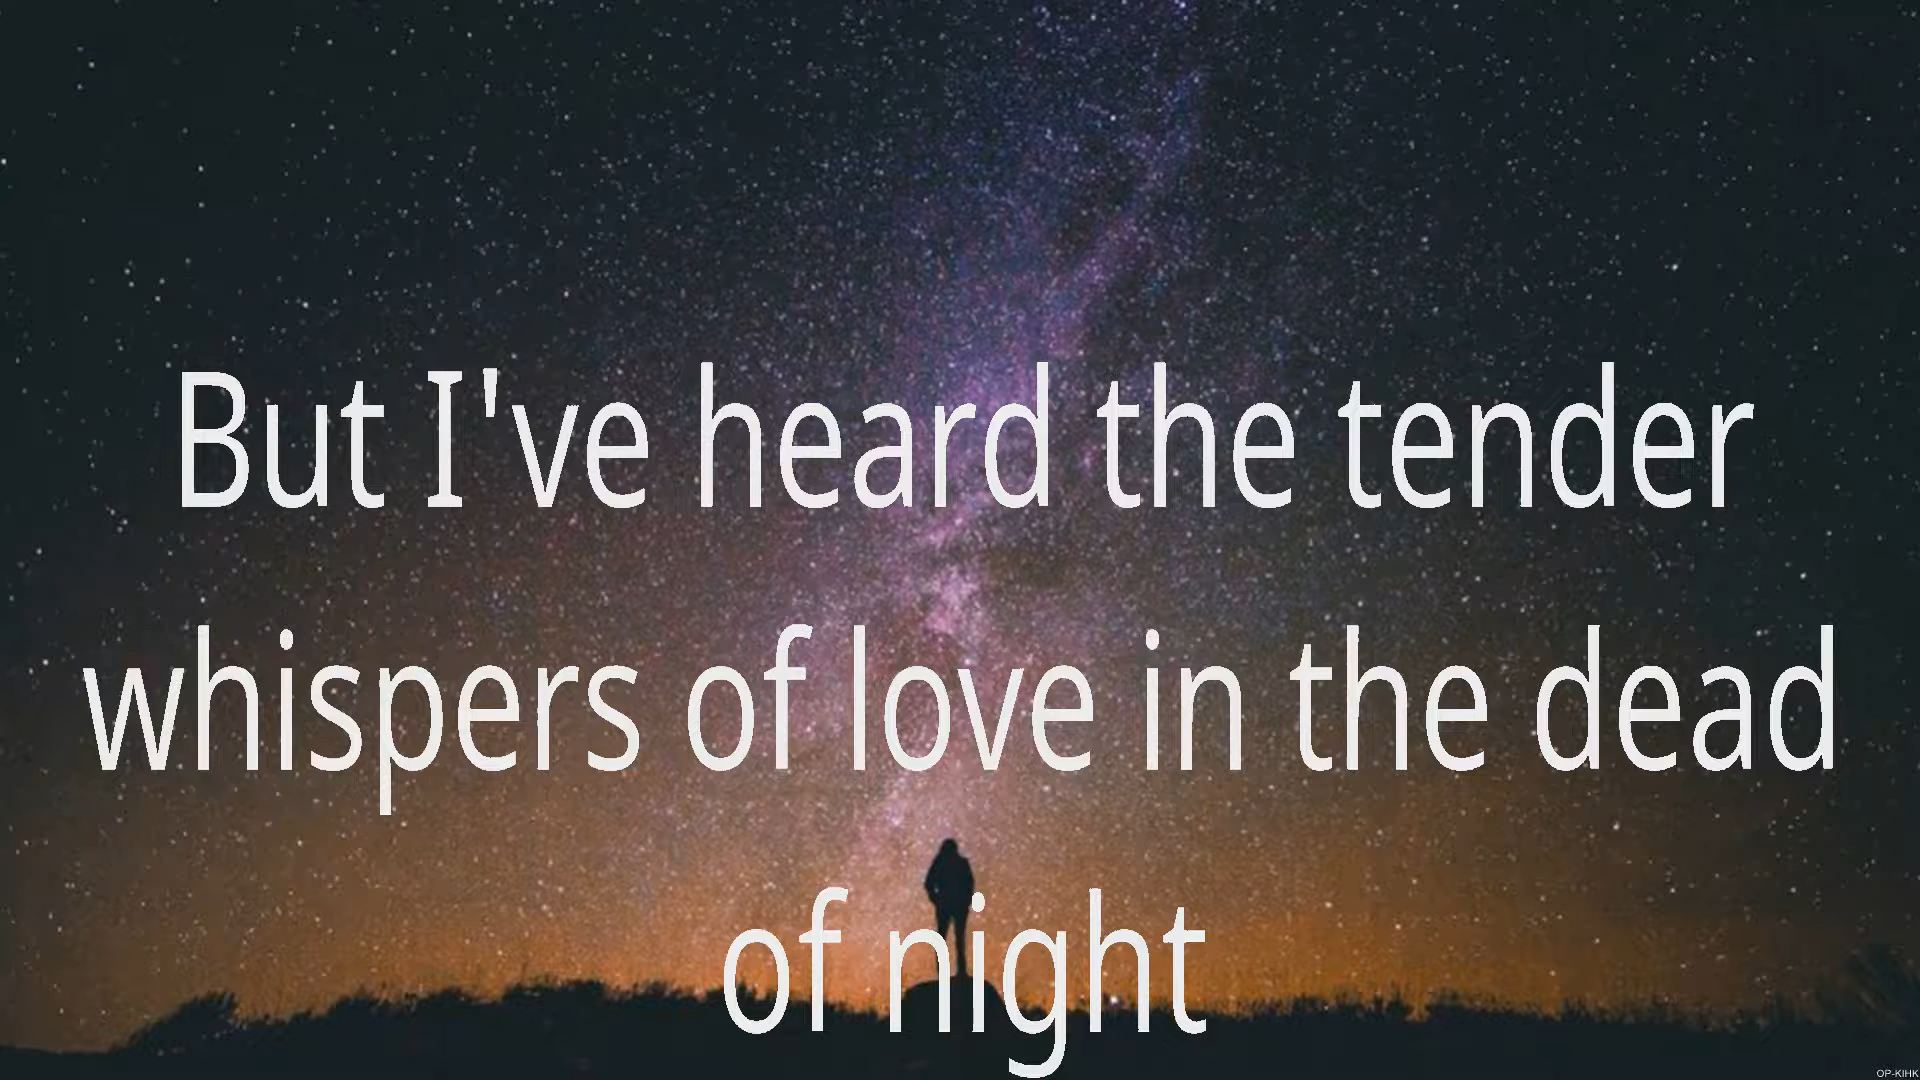 But I've heard the tender
whispers of love in the dead
of night
OP-KIHK